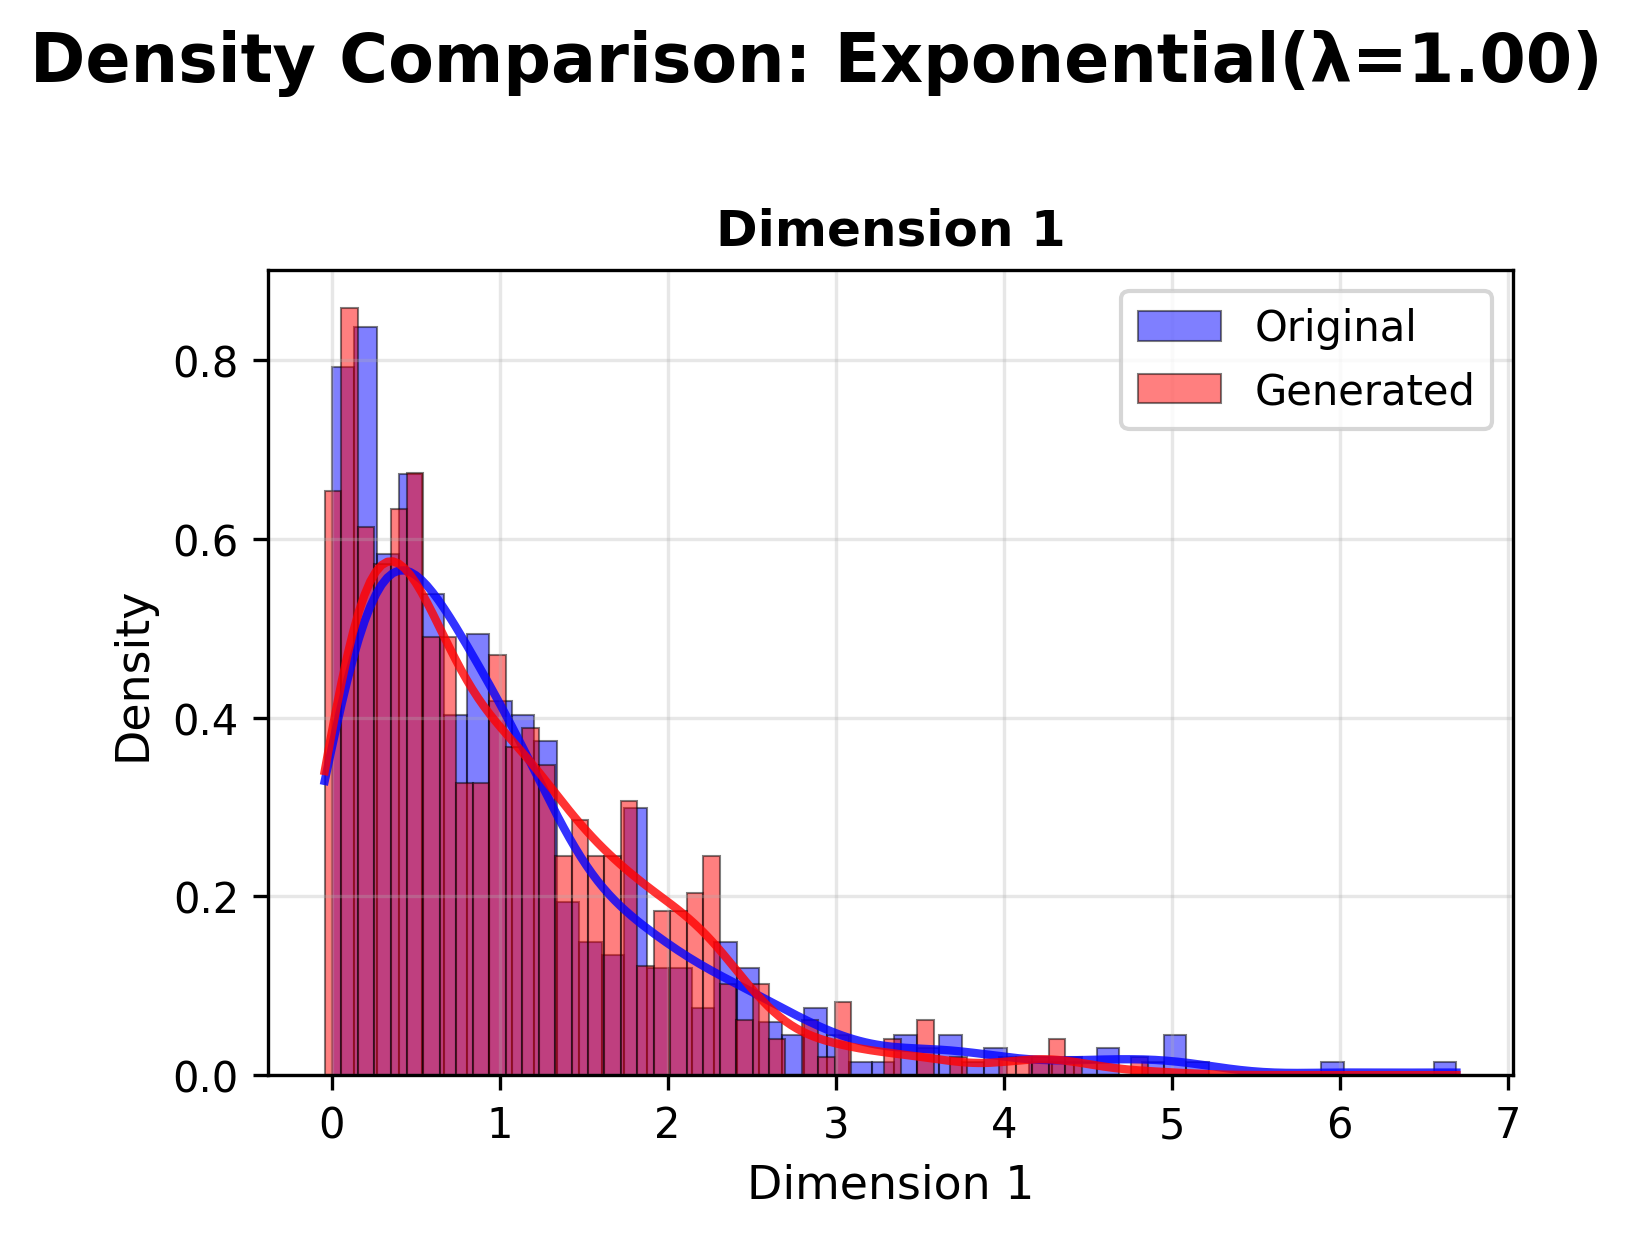 Density Comparison: Exponential(λ=1.00)
Dimension 1
Original
Generated
Density
0.8
0.6
0.4
0.2
0.0
0 1 2 3 4 5 6 7
Dimension 1